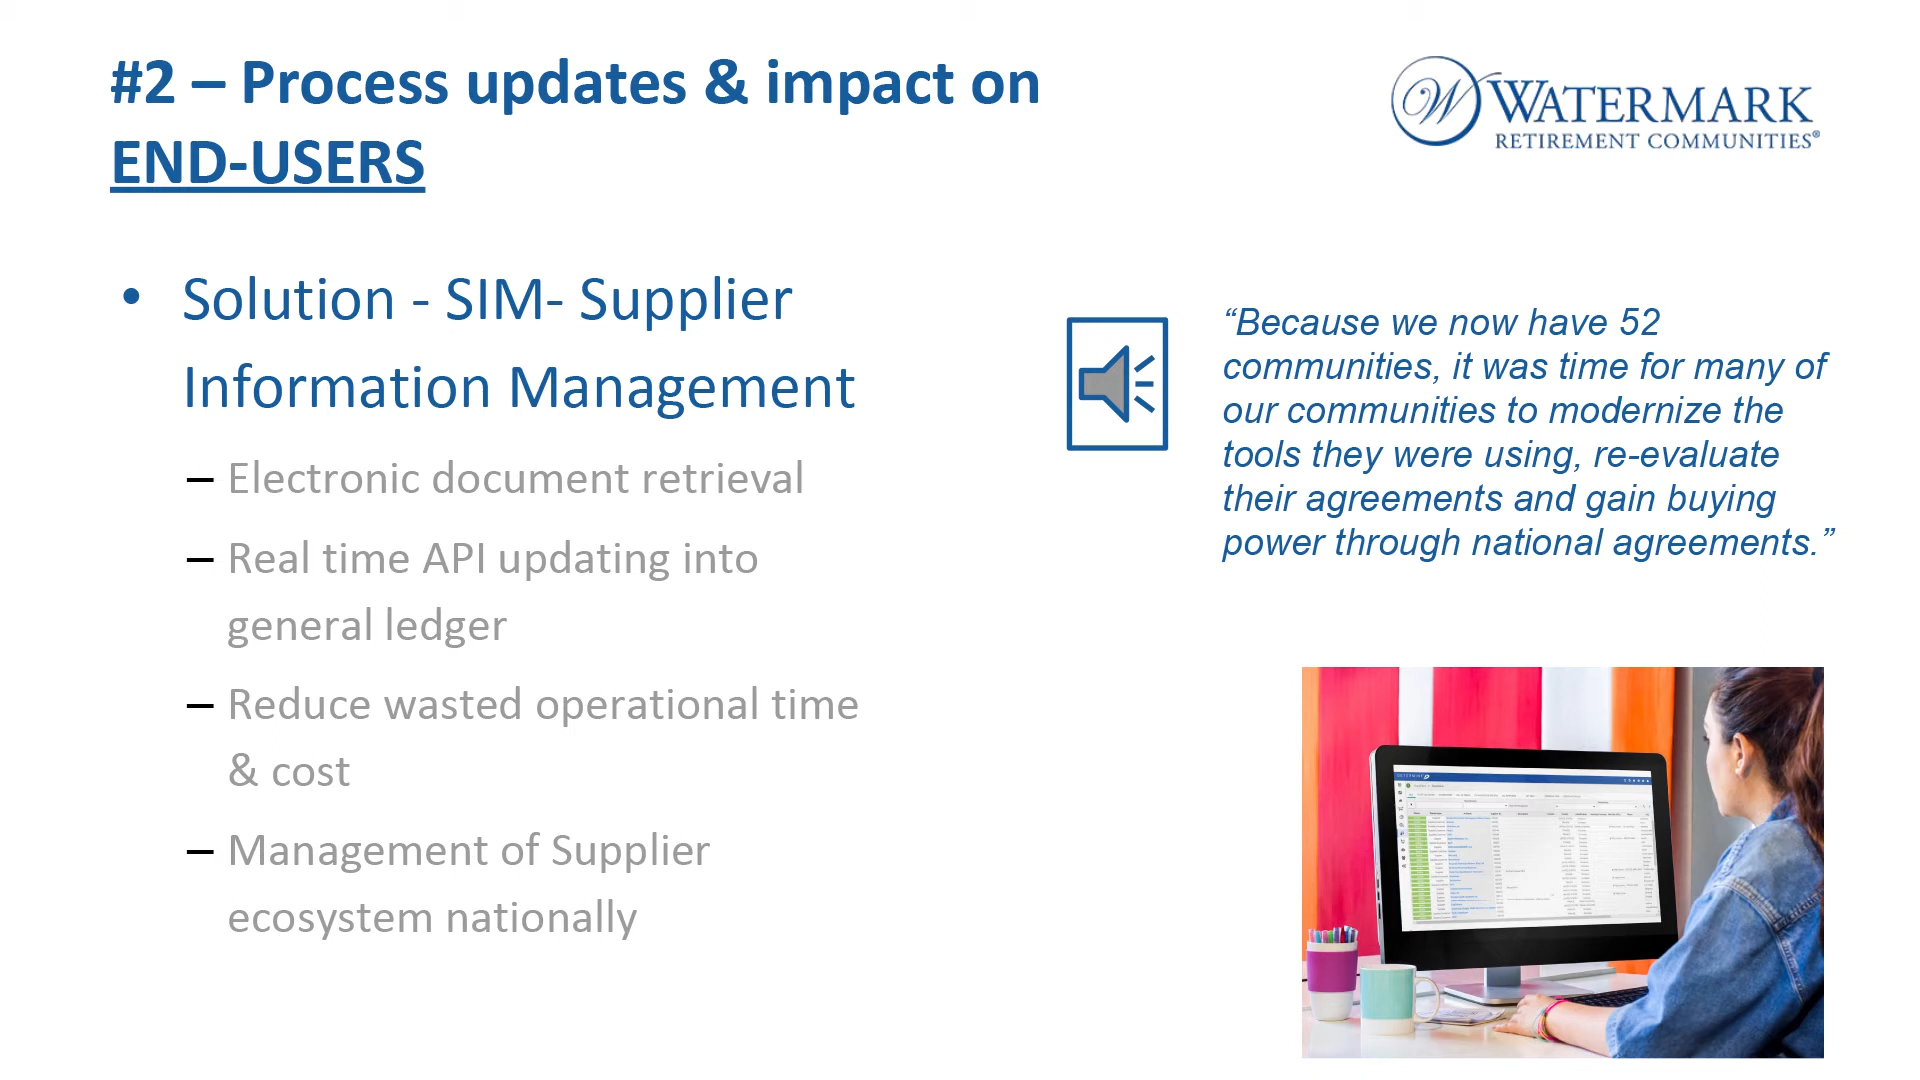 #2 – Process updates & impact on
END-USERS
WATERMARK
RETIREMENT COMMUNITIES®
• Solution - SIM- Supplier
Information Management
– Electronic document retrieval
– Real time API updating into
general ledger
– Reduce wasted operational time
& cost
– Management of Supplier
ecosystem nationally
“Because we now have 52
communities, it was time for many of
our communities to modernize the
tools they were using, re-evaluate
their agreements and gain buying
power through national agreements.”